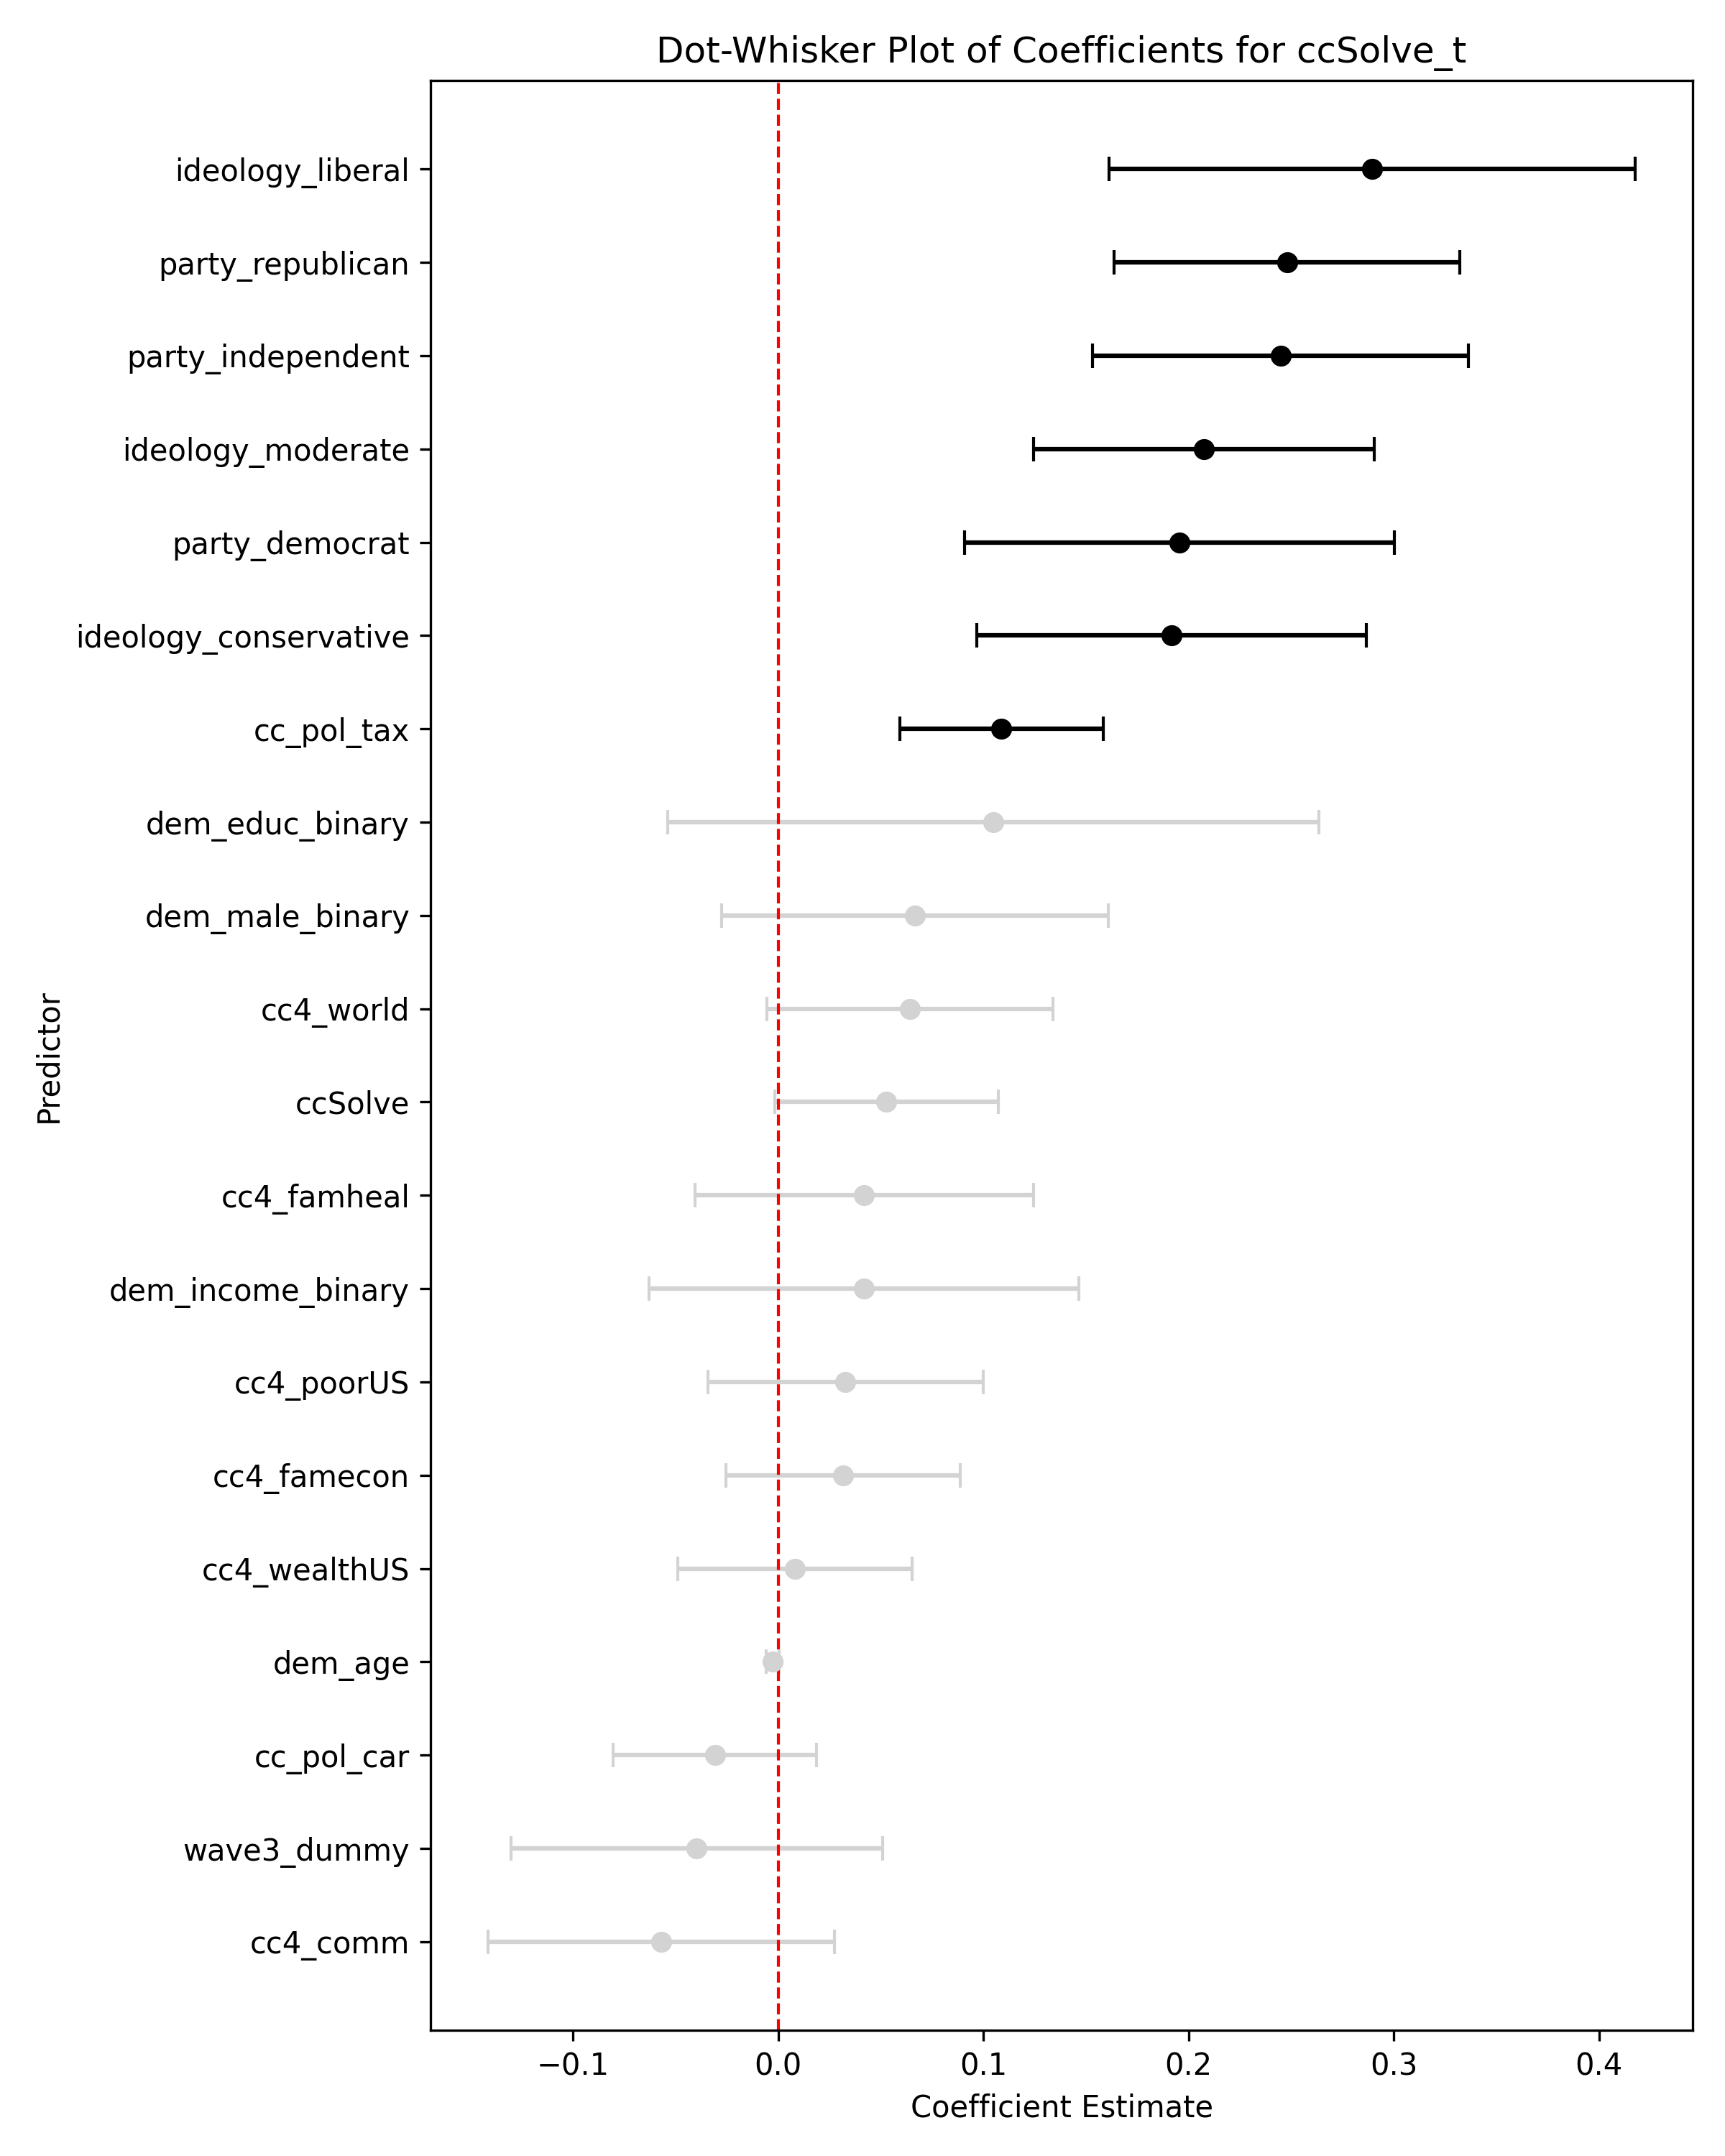 Dot-Whisker Plot of Coefficients for ccSolve_t
ideology_liberal
party_republican
party_independent
ideology_moderate
party_democrat
ideology_conservative
cc_pol_tax
dem_educ_binary
dem_male_binary
cc4_world
ccSolve
cc4_famheal
dem_income_binary
cc4_poorUS
cc4_famecon
cc4_wealthUS
dem_age
cc_pol_car
wave3_dummy
cc4_comm
Predictor
−0.1 0.0 0.1 0.2 0.3 0.4
Coefficient Estimate